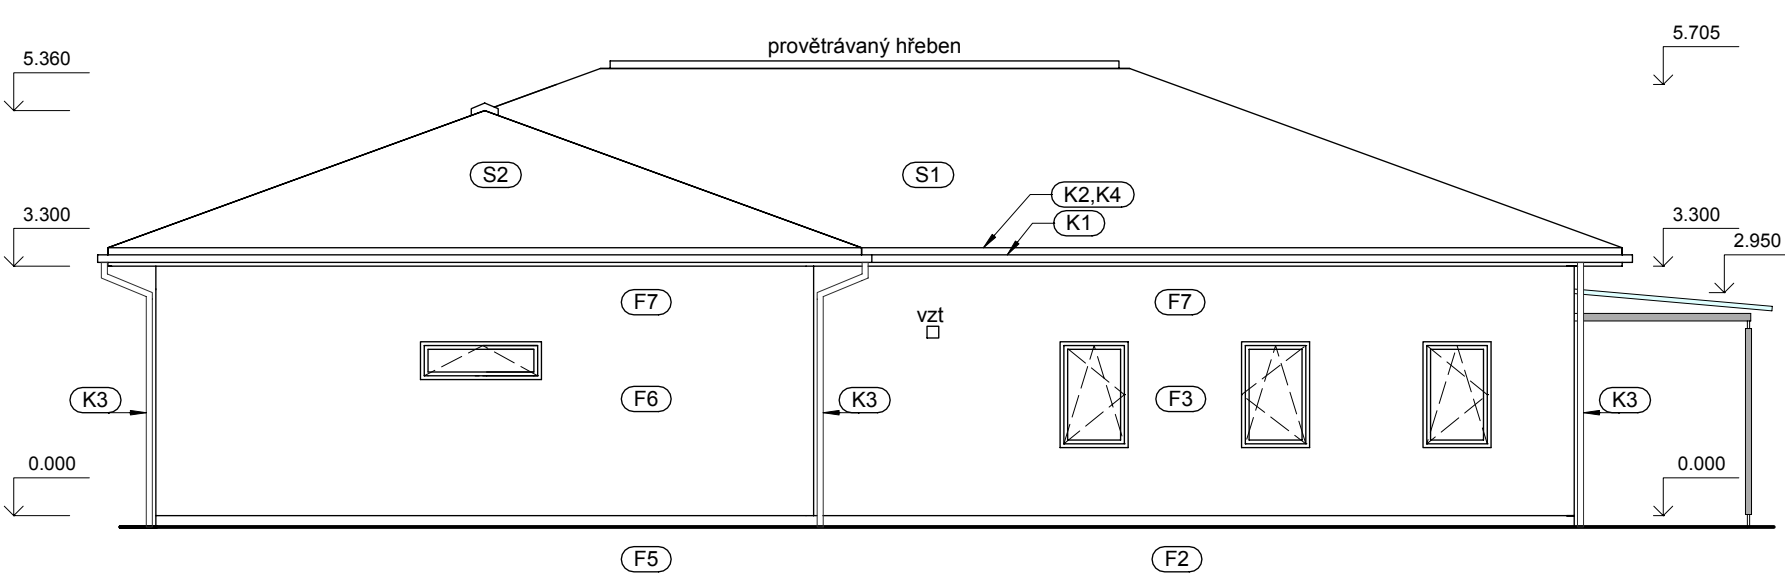 provětrávaný hřeben
5.705
5.360
S2
S1
K2,K4
K1
3.300
3.300
2.950
F7
F7
vzt
K3
F6
K3
F3
K3
0.000
0.000
F5
F2